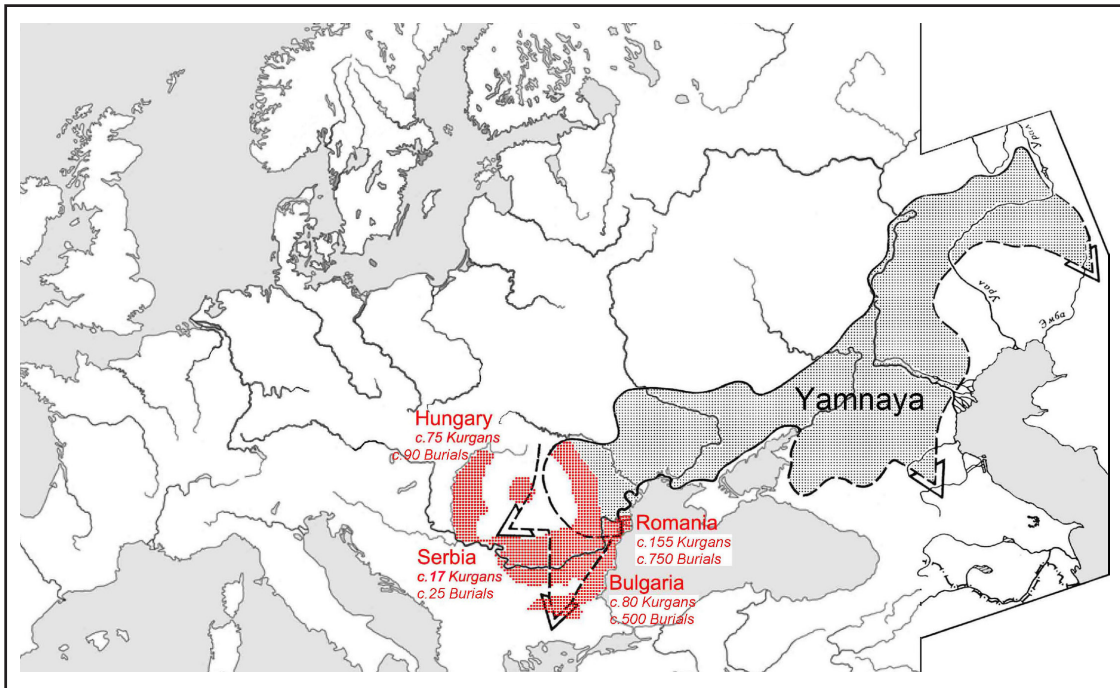 Урал
Урал
Эмба
Yamnaya
Hungary
c.75 Kurgans
c.90 Burials
Romania
c.155 Kurgans
c.750 Burials
Serbia
c.17 Kurgans
c.25 Burials
Bulgaria
c.80 Kurgans
c.500 Burials